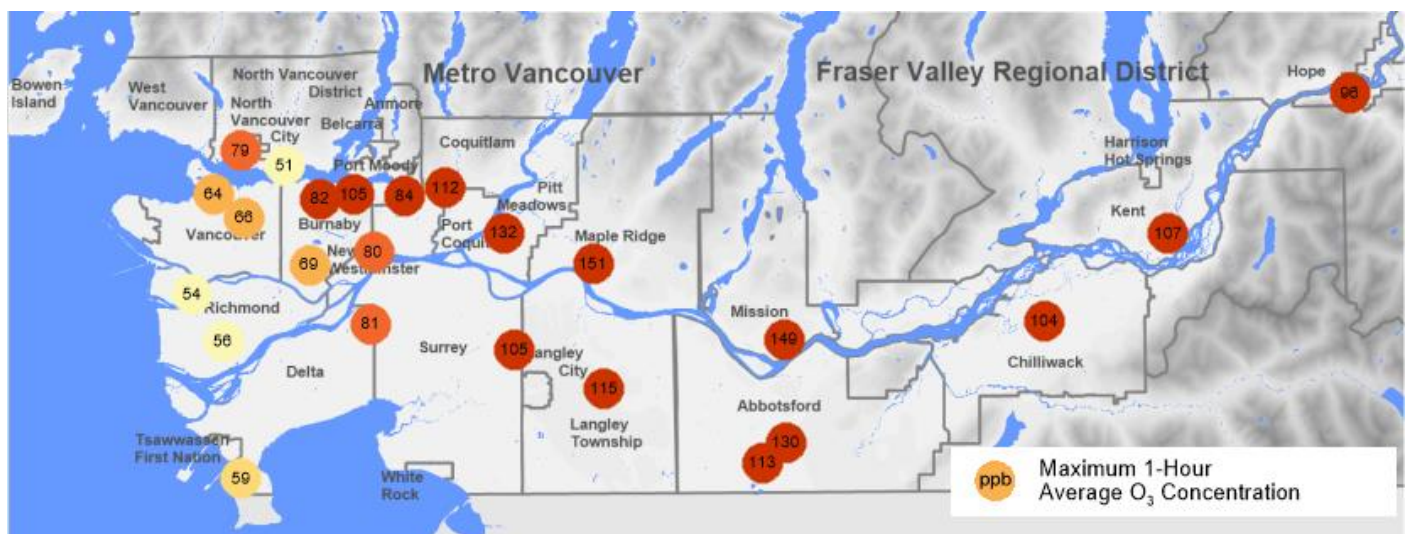 Metro Vancouver
Fraser Valley Regional District
Bowen
Island
West
Vancouver
North Vancouver
District
North
Vancouver
City
Anmore
Belcarra
Port Moody
Coquitlam
Pitt
Meadows
Port
Coquitlam
Maple Ridge
Mission
Harrison
Hot Springs
Hope
Kent
Chilliwack
Vancouver
Burnaby
New
Westminster
Richmond
Delta
Surrey
Langley
City
Langley
Township
Abbotsford
Tsawwassen
First Nation
White
Rock
79
51
64
66
82
105
84
112
132
69
80
54
56
81
59
105
151
115
149
130
113
104
107
96
ppb
Maximum 1-Hour
Average O₃ Concentration